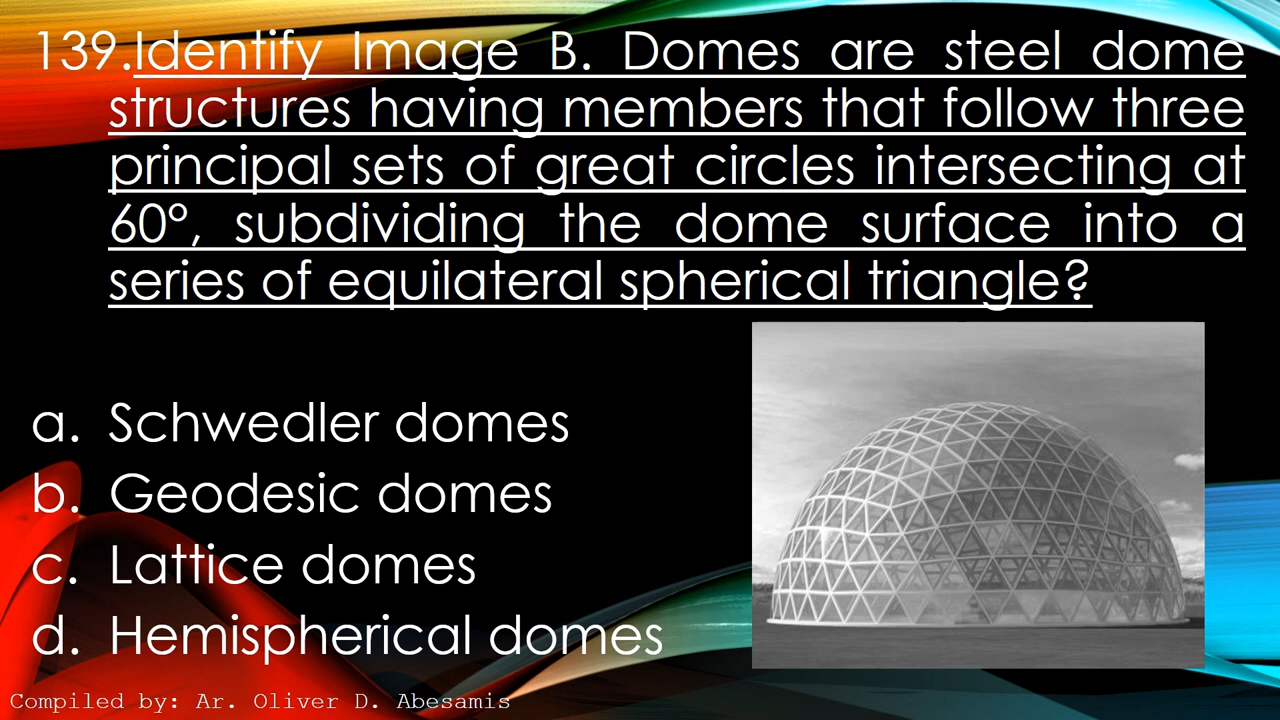 139.Identify Image B. Domes are steel dome
structures having members that follow three
principal sets of great circles intersecting at
60°, subdividing the dome surface into a
series of equilateral spherical triangle?
a. Schwedler domes
b. Geodesic domes
c. Lattice domes
d. Hemispherical domes
Compiled by: Ar. Oliver D. Abesamis